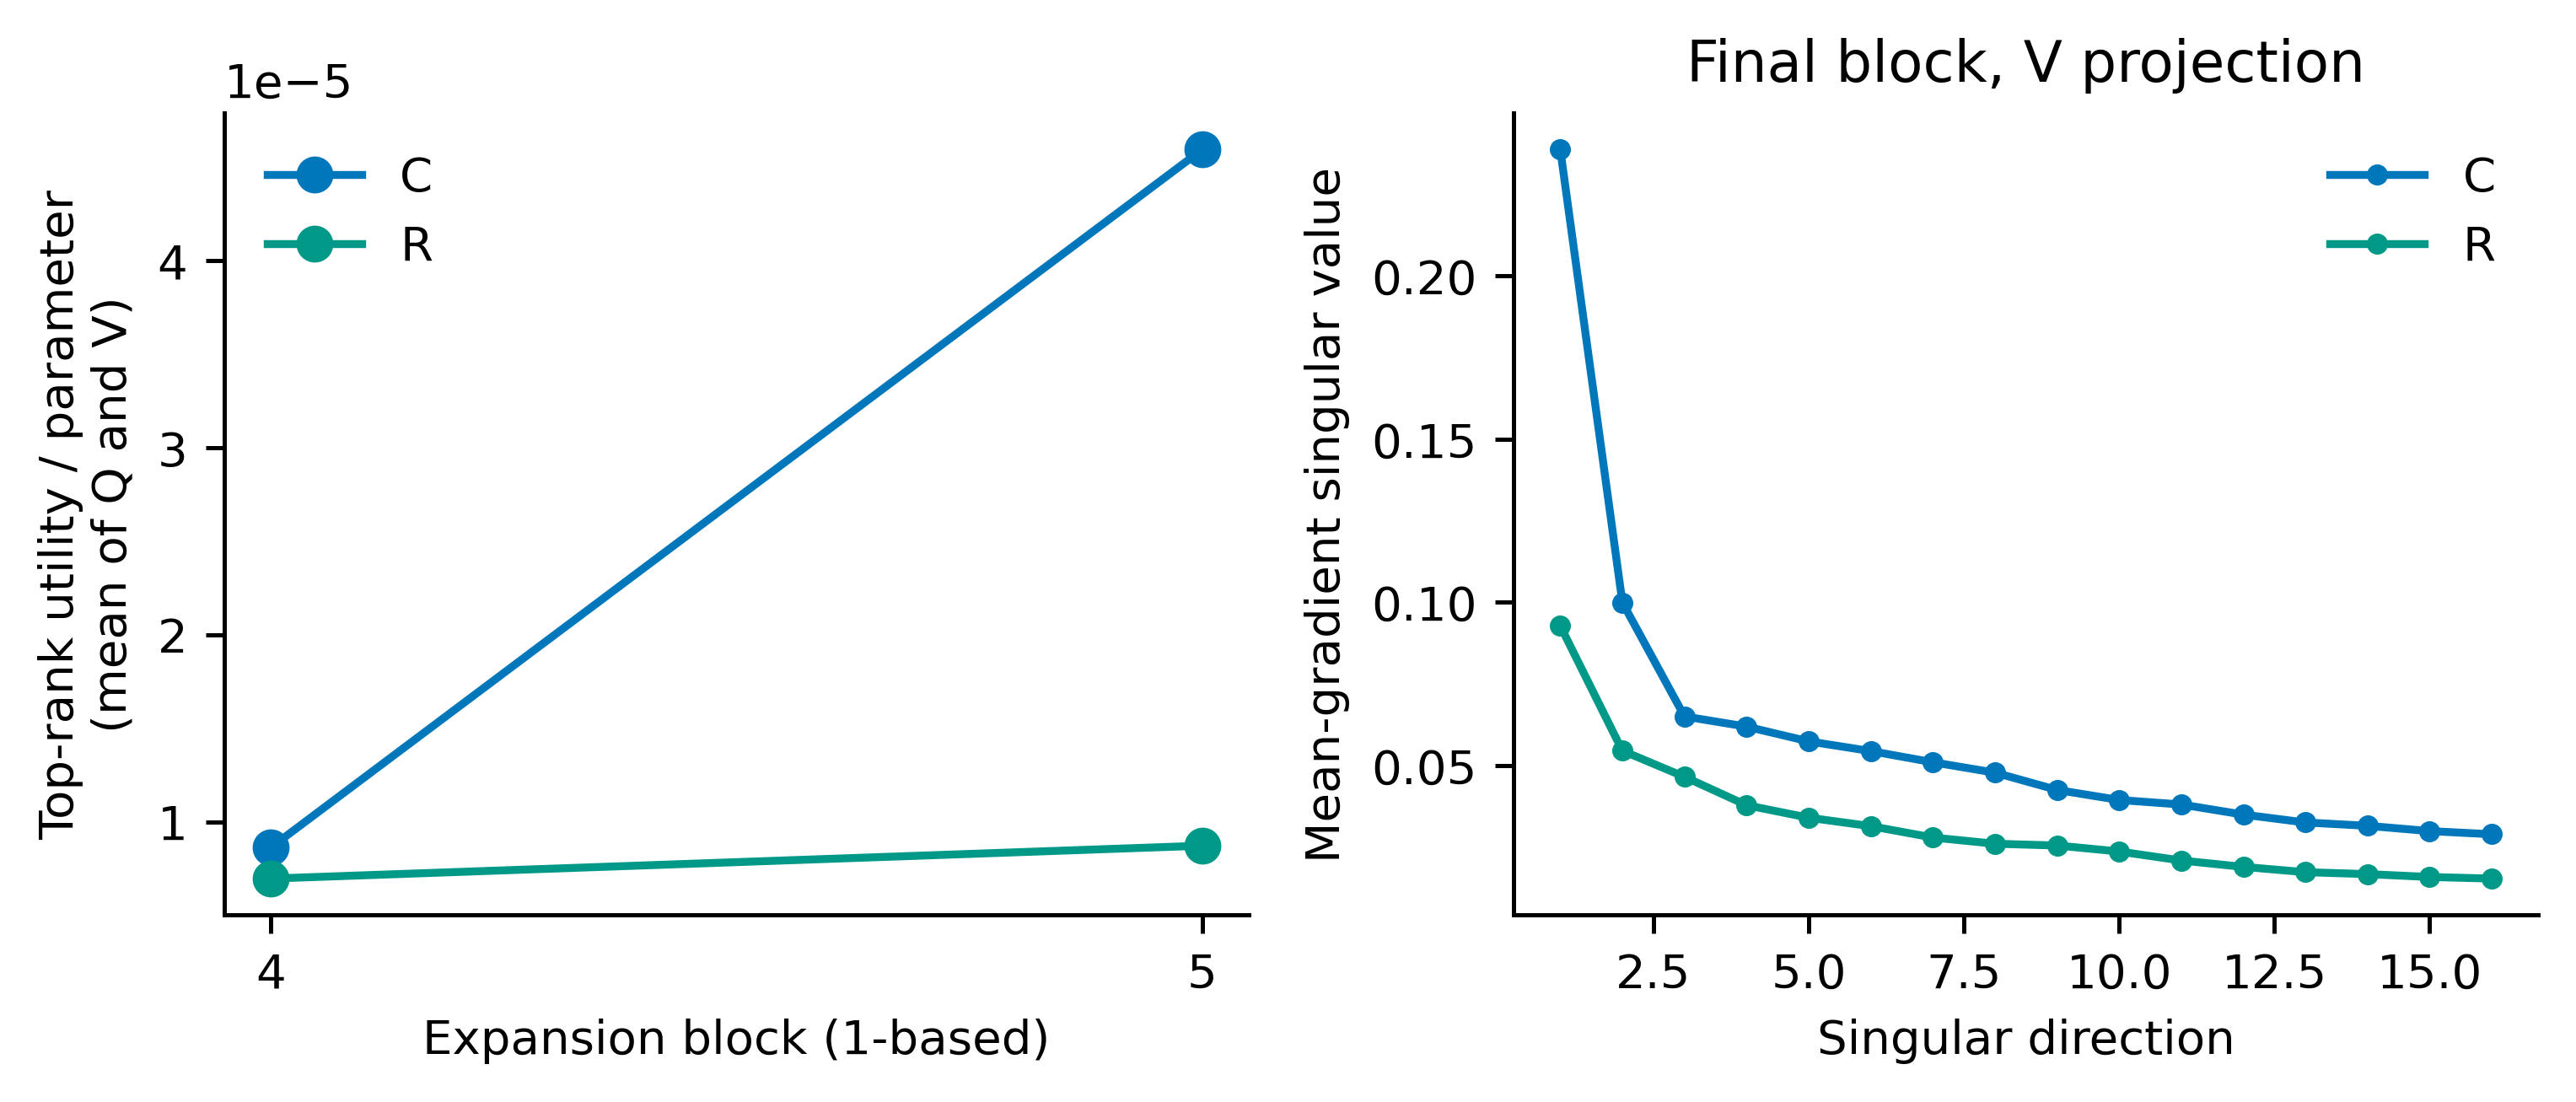 1e−5
C
R
4
3
2
1
Top-rank utility / parameter
(mean of Q and V)
4
5
Expansion block (1-based)
Final block, V projection
C
R
0.20
0.15
0.10
0.05
Mean-gradient singular value
2.5 5.0 7.5 10.0 12.5 15.0
Singular direction